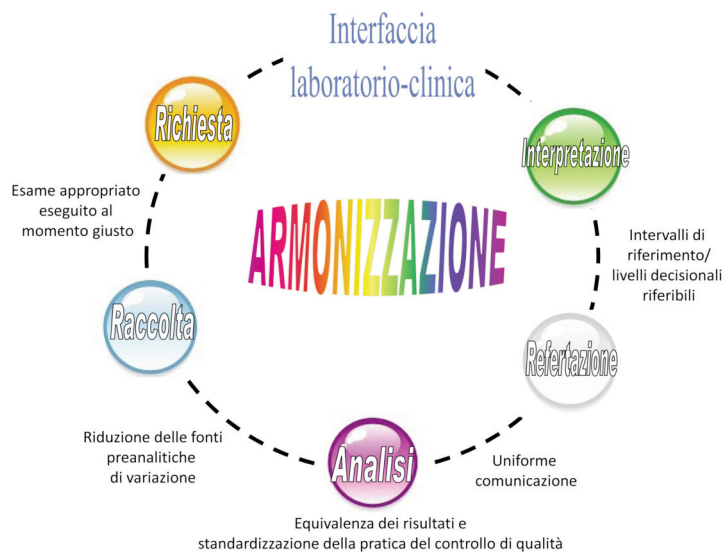 Interfaccia
laboratorio-clinica
Richiesta
Interpretazione
Esame appropriato
eseguito al
momento giusto
ARMONIZZAZIONE
Intervalli di
riferimento/
livelli decisionali
riferibili
Raccolta
Refertazione
Riduzione delle fonti
preanalitiche
di variazione
Analisi
Uniforme
comunicazione
Equivalenza dei risultati e
standardizzazione della pratica del controllo di qualità